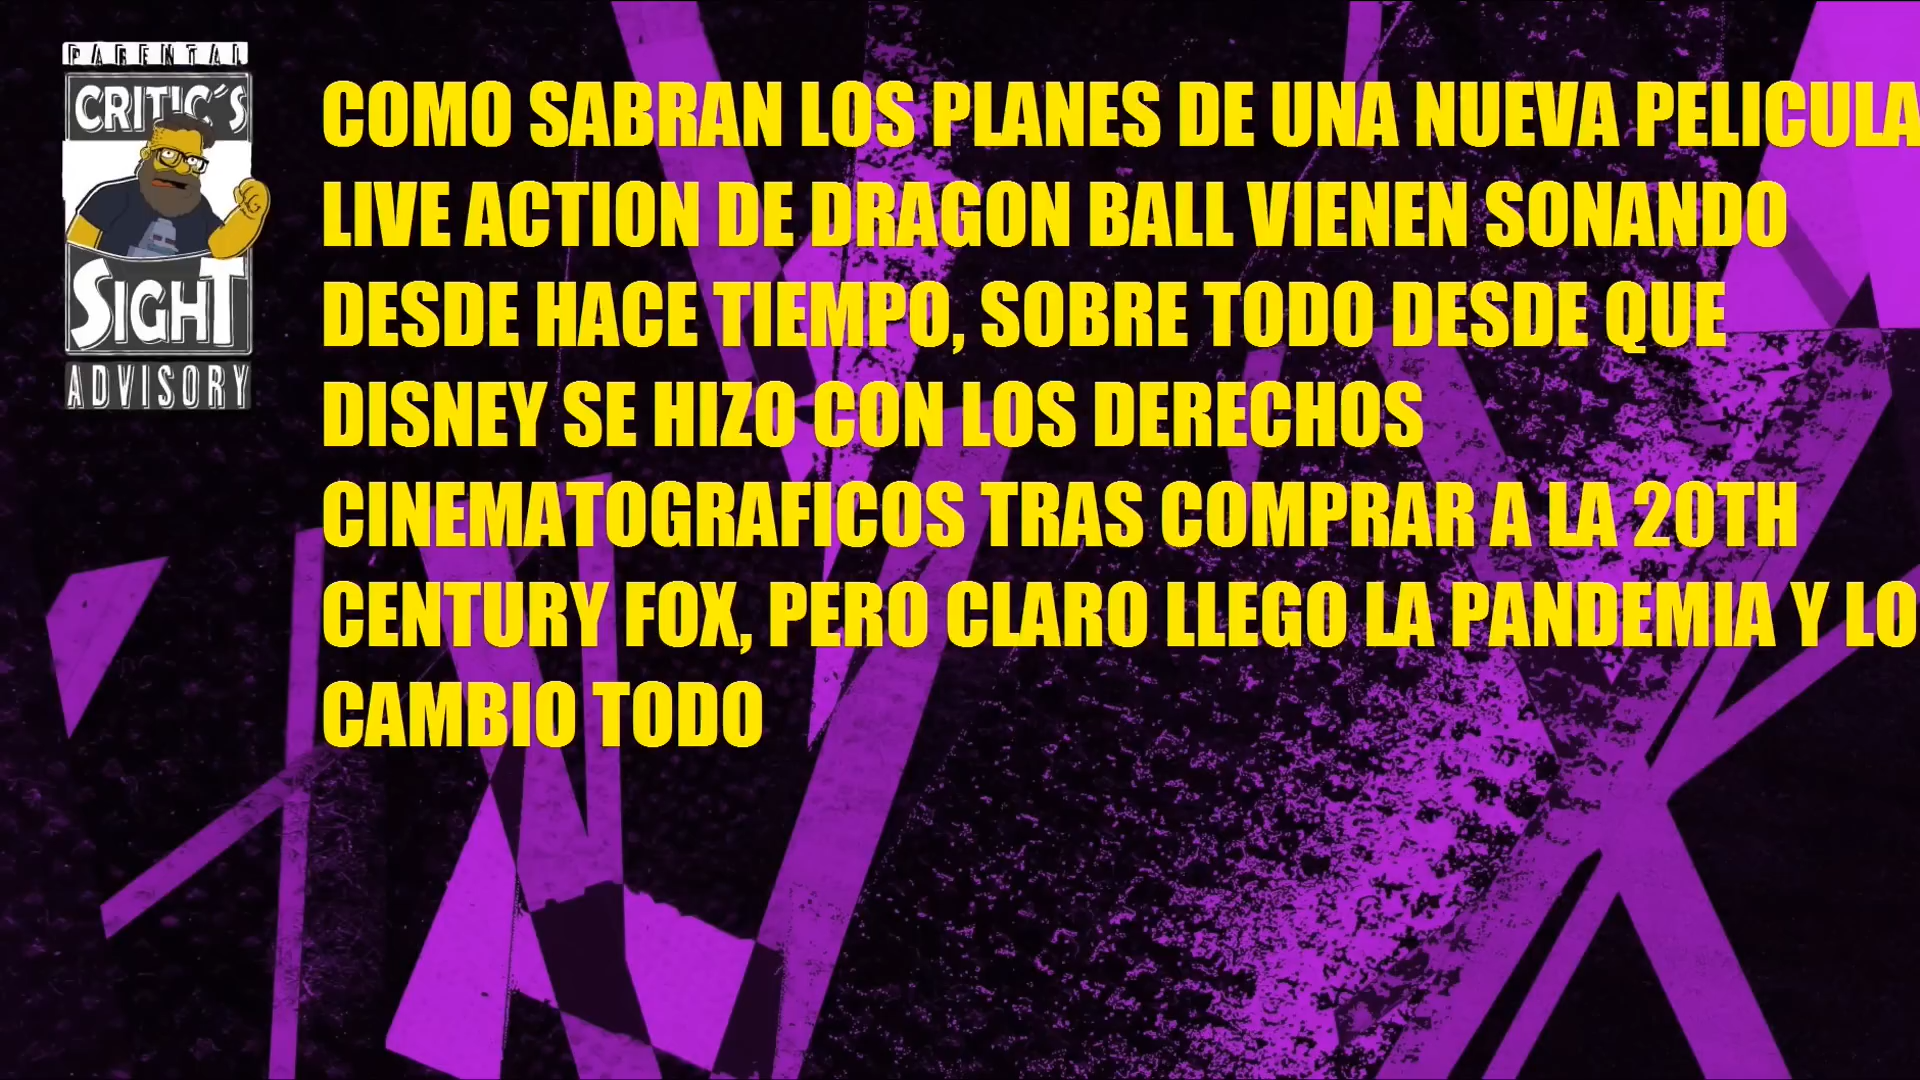 PARENTAL
CRITIC´S
SIGHT
ADVISORY
COMO SABRAN LOS PLANES DE UNA NUEVA PELICULA
LIVE ACTION DE DRAGON BALL VIENEN SONANDO
DESDE HACE TIEMPO, SOBRE TODO DESDE QUE
DISNEY SE HIZO CON LOS DERECHOS
CINEMATOGRAFICOS TRAS COMPRAR A LA 20TH
CENTURY FOX, PERO CLARO LLEGO LA PANDEMIA Y LO
CAMBIO TODO